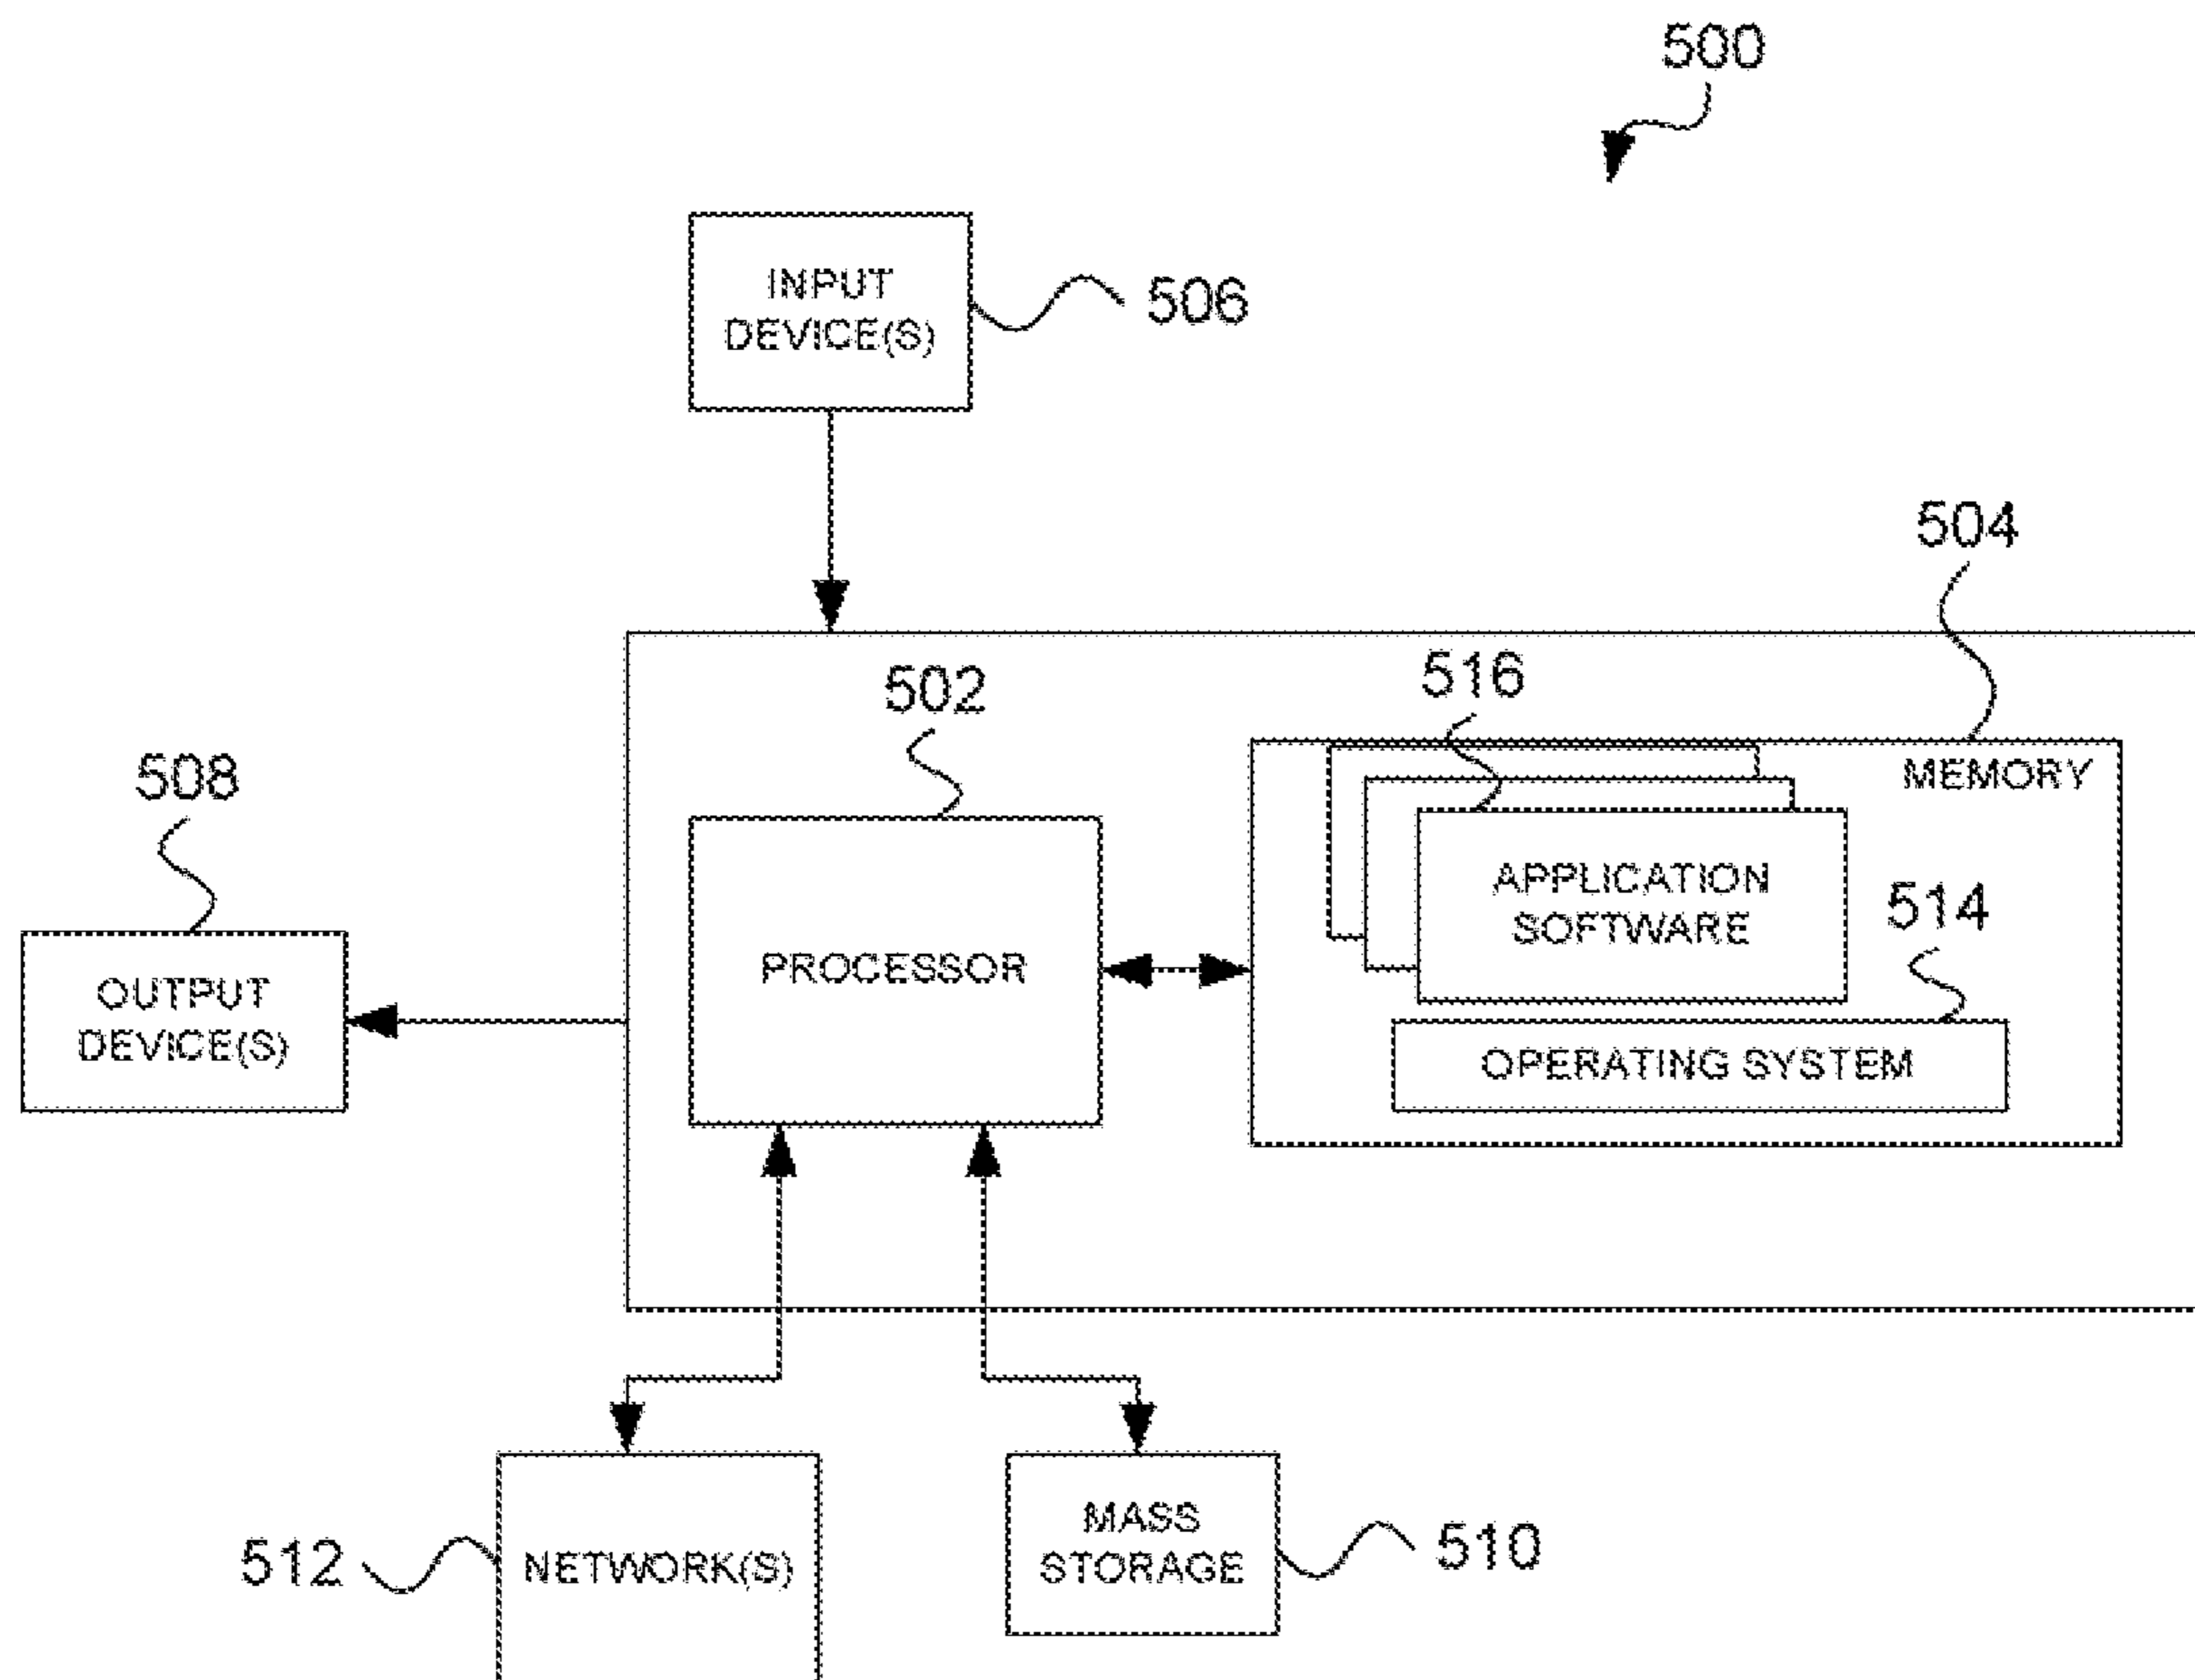 500
INPUT
DEVICE(S)
506
504
516
502
MEMORY
508
APPLICATION
SOFTWARE
514
PROCESSOR
OUTPUT
DEVICE(S)
OPERATING SYSTEM
MASS
STORAGE
510
512
NETWORK(S)